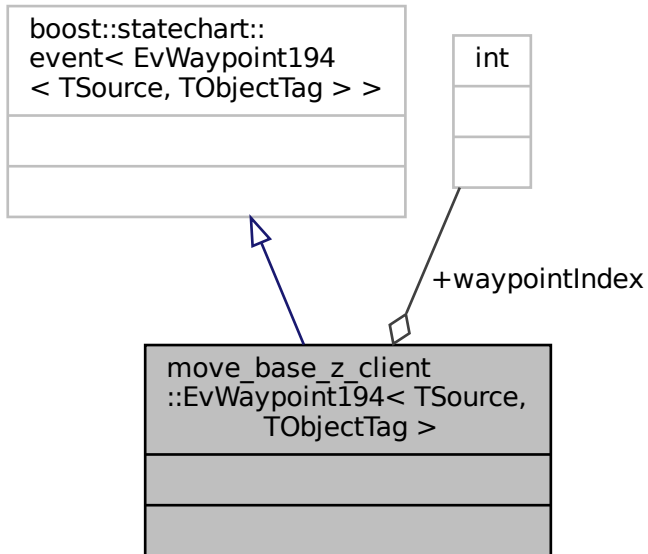 boost::statechart::
event< EvWaypoint194
< TSource, TObjectTag > >
int
+waypointIndex
move_base_z_client
::EvWaypoint194< TSource,
TObjectTag >